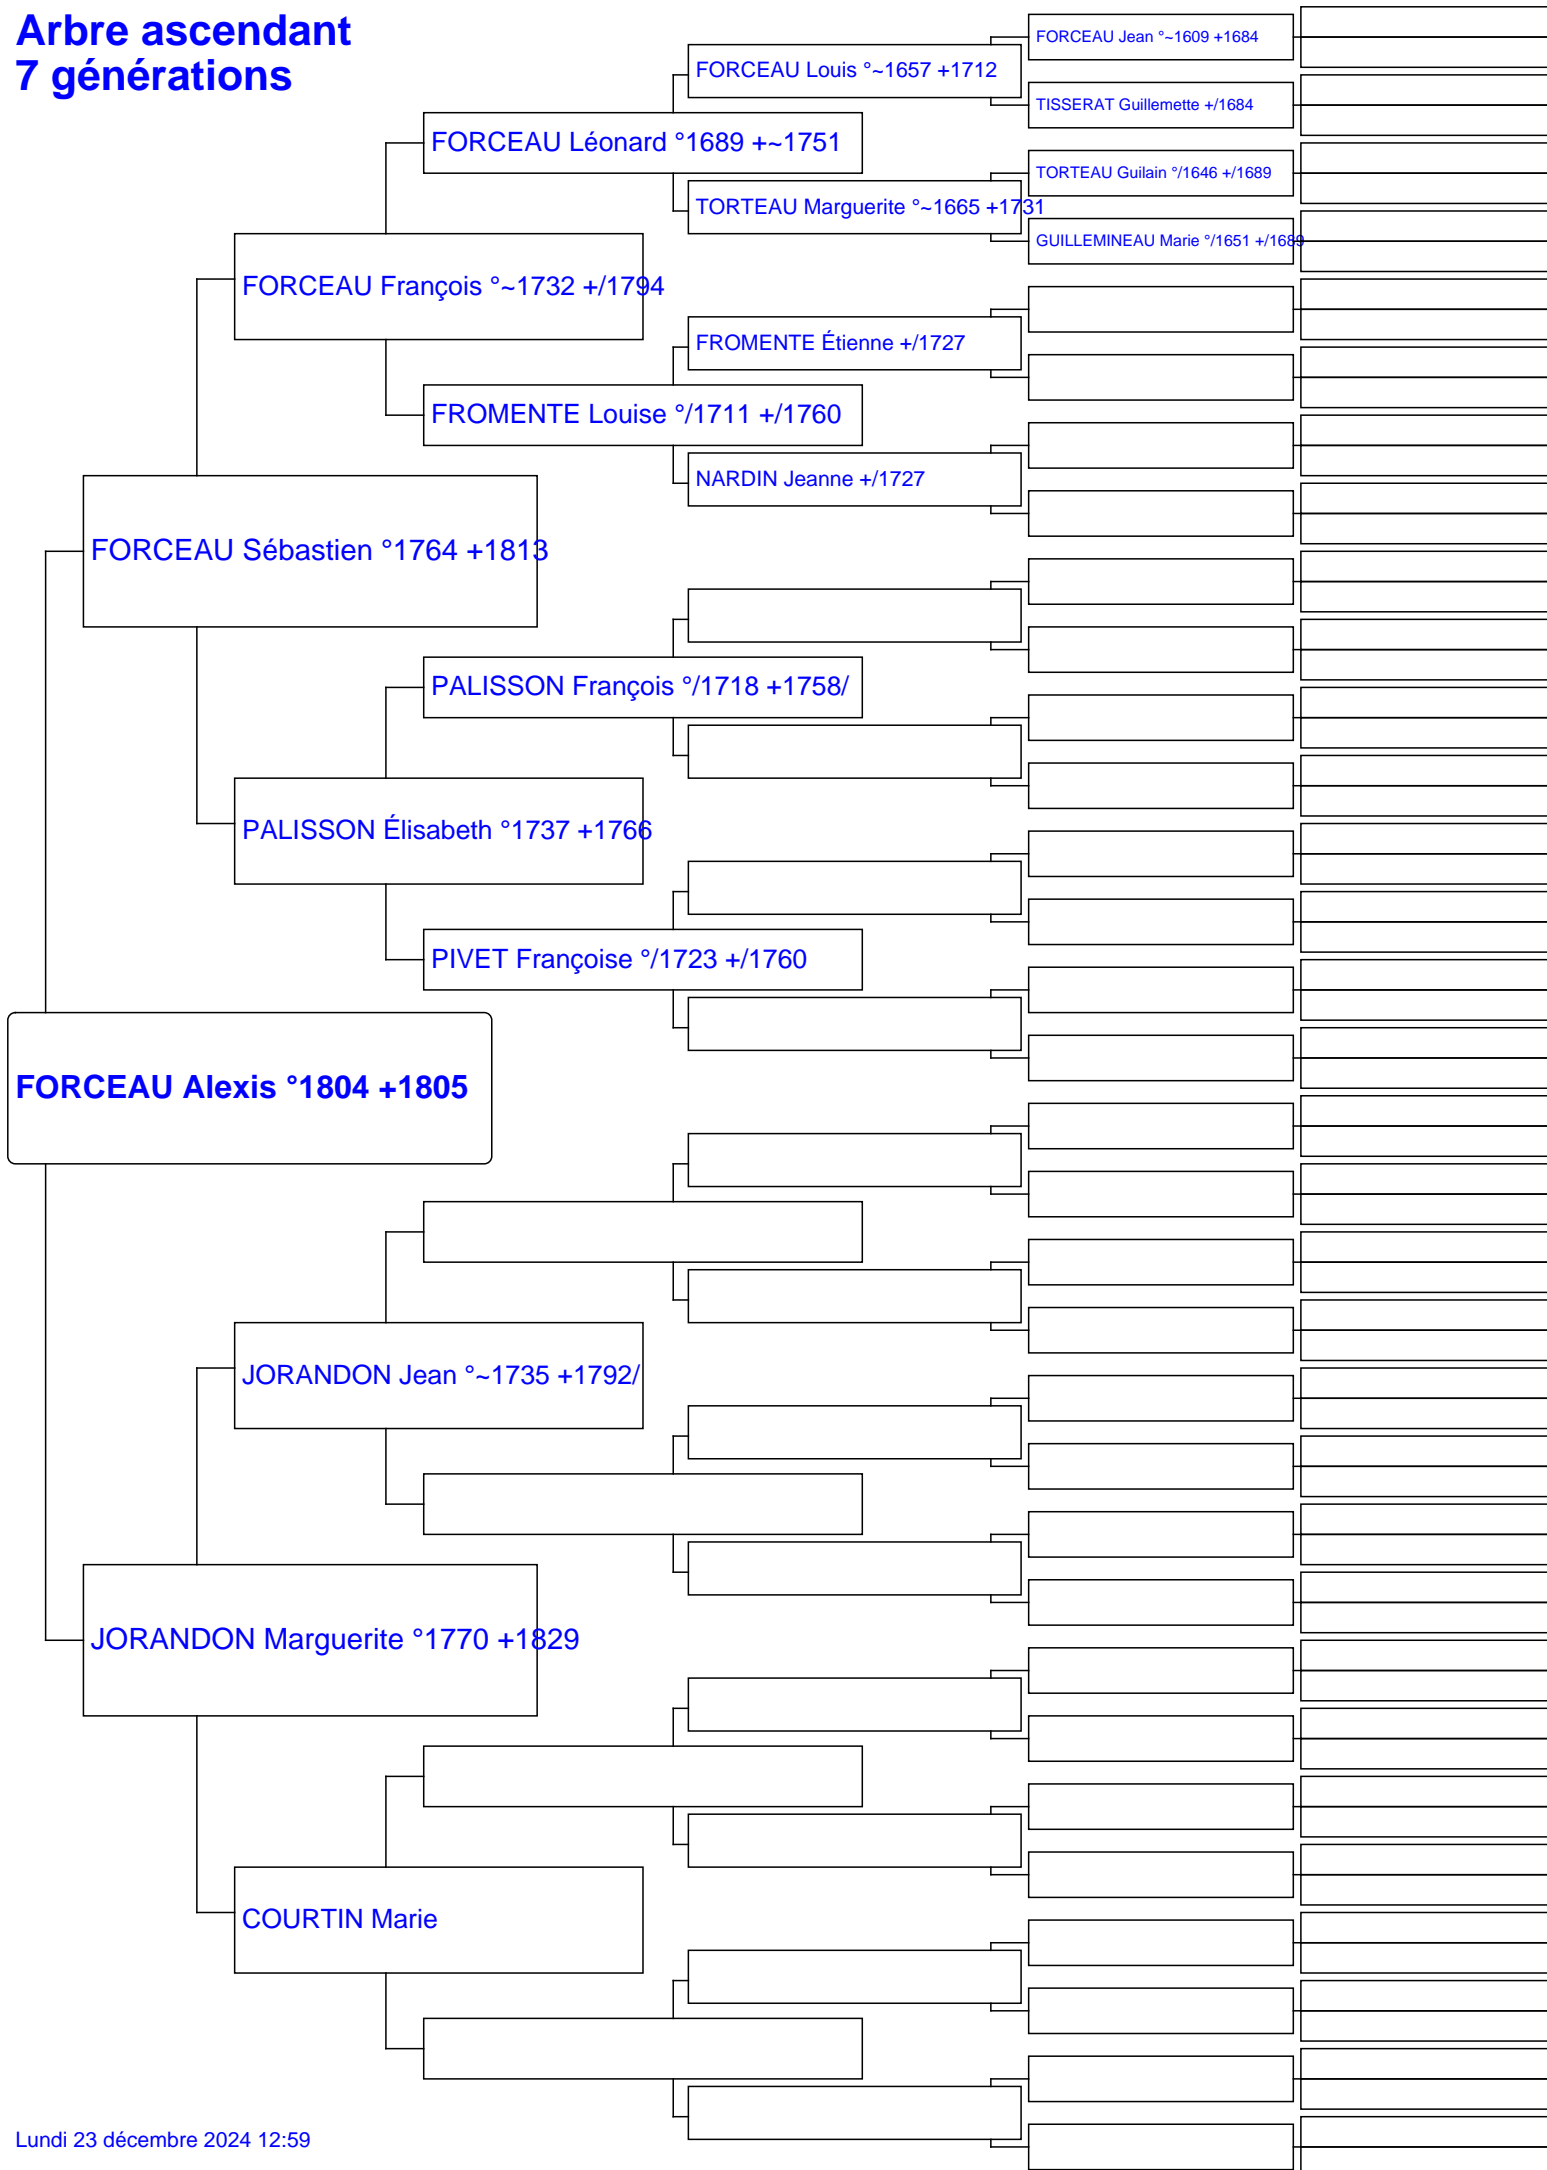 Arbre ascendant
7 générations
FORCEAU Jean °~1609 +1684
FORCEAU Louis °~1657 +1712
TISSERAT Guillemette +/1684
FORCEAU Léonard °1689 +~1751
TORTEAU Guilain °/1646 +/1689
TORTEAU Marguerite °~1665 +1731
GUILLEMINEAU Marie °/1651 +/1689
FORCEAU François °~1732 +/1794
FROMENTE Étienne +/1727
FROMENTE Louise °/1711 +/1760
NARDIN Jeanne +/1727
FORCEAU Sébastien °1764 +1813
PALISSON François °/1718 +1758/
PALISSON Élisabeth °1737 +1766
PIVET Françoise °/1723 +/1760
FORCEAU Alexis °1804 +1805
JORANDON Jean °~1735 +1792/
JORANDON Marguerite °1770 +1829
COURTIN Marie
Lundi 23 décembre 2024 12:59